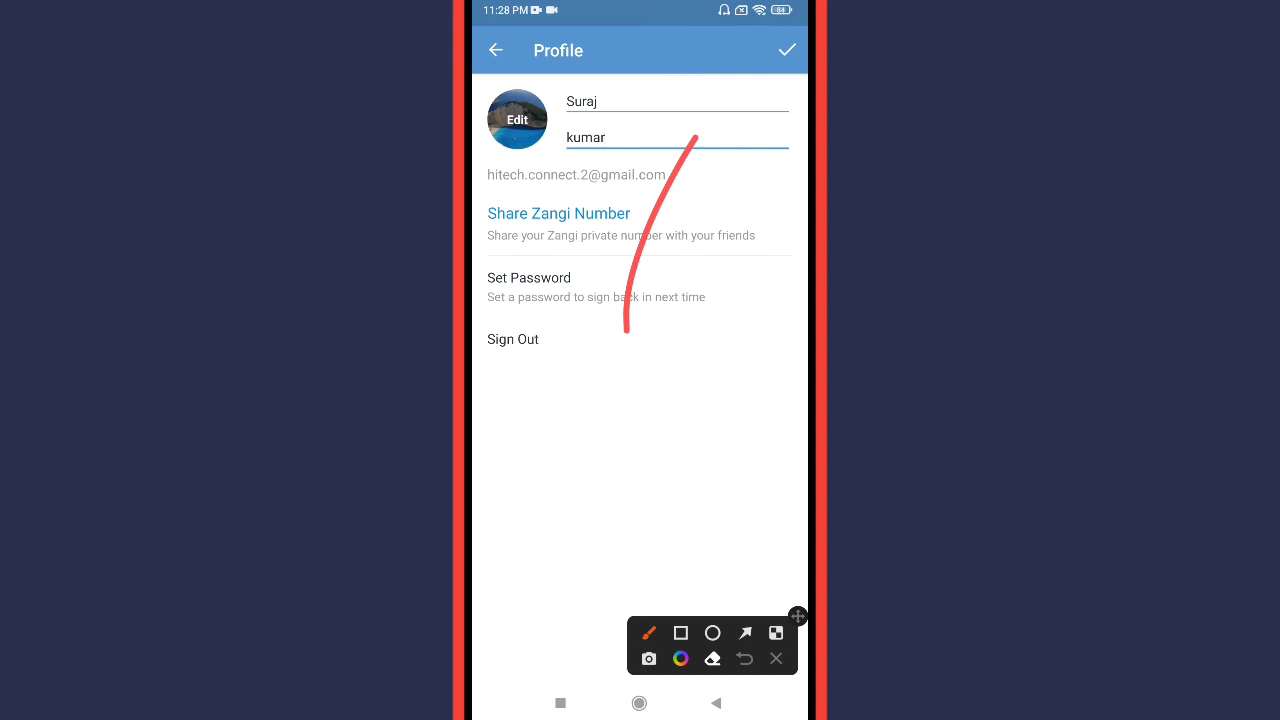 11:28 PM
84
Profile
Suraj
Edit
kumar
hitech.connect.2@gmail.com
Share Zangi Number
Share your Zangi private number with your friends
Set Password
Set a password to sign back in next time
Sign Out